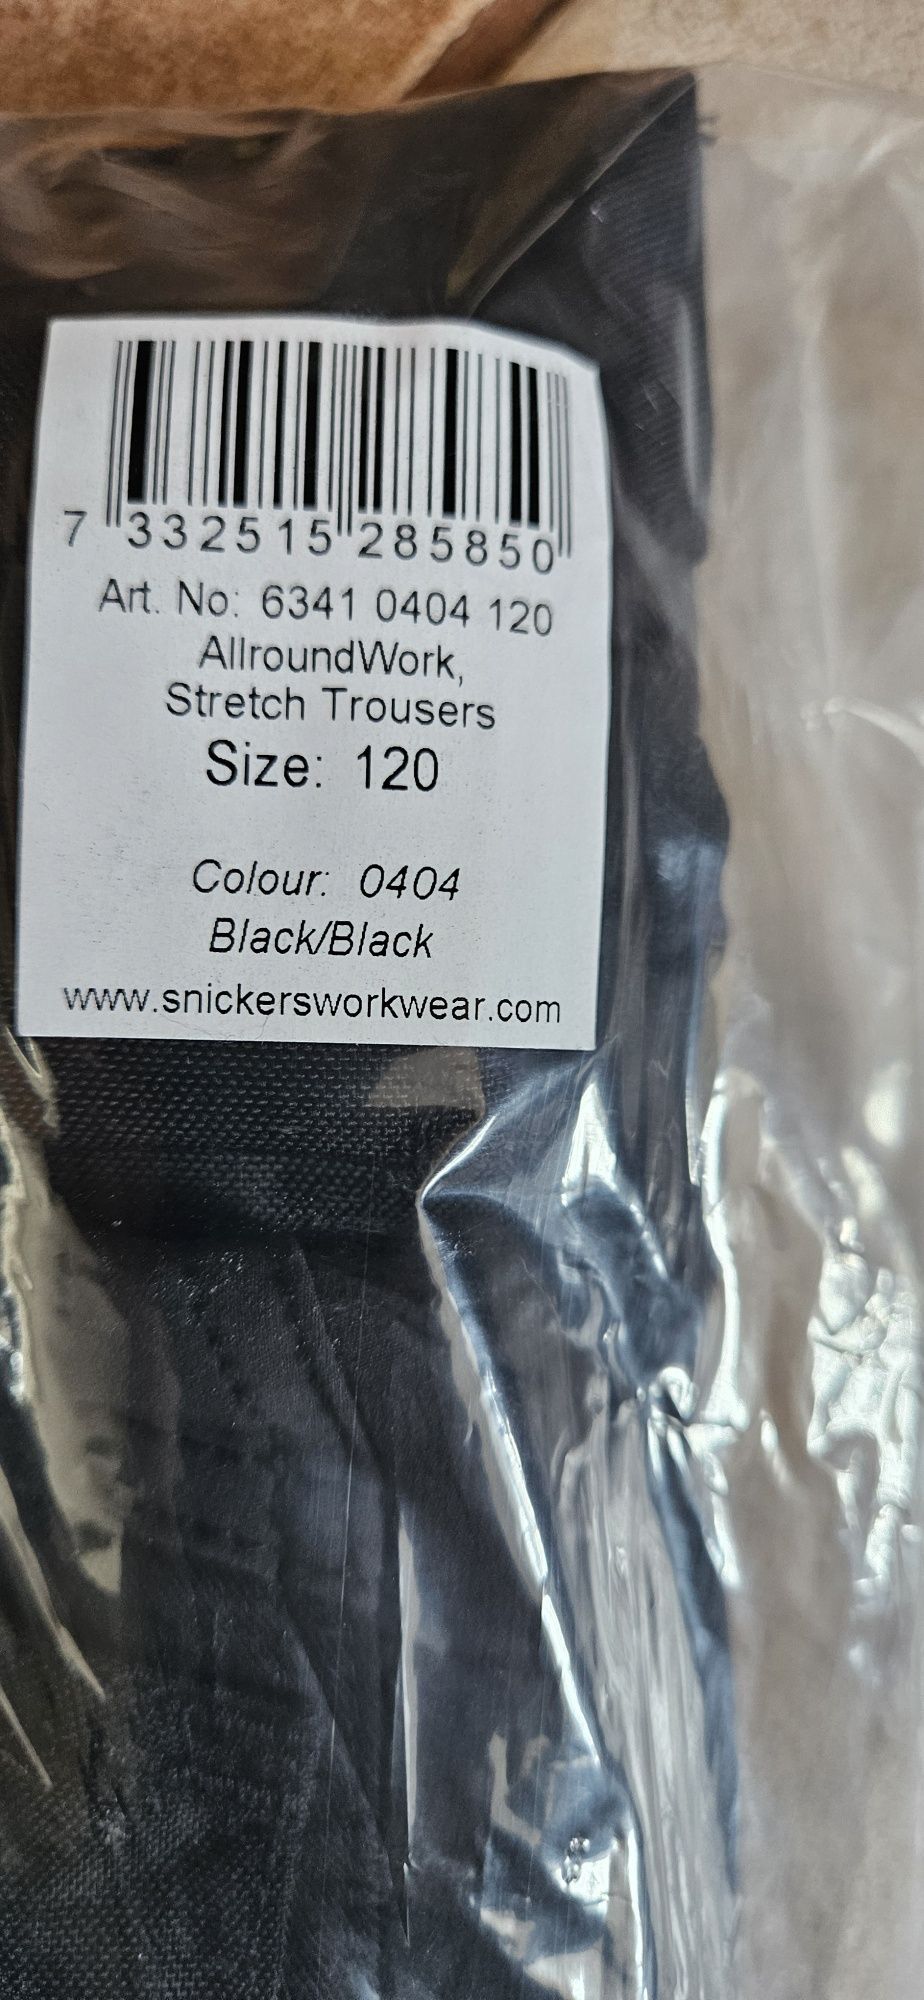 7 332515 285850
Art. No: 6341 0404 120
AllroundWork,
Stretch Trousers
Size: 120
Colour: 0404
Black/Black
www.snickersworkwear.com